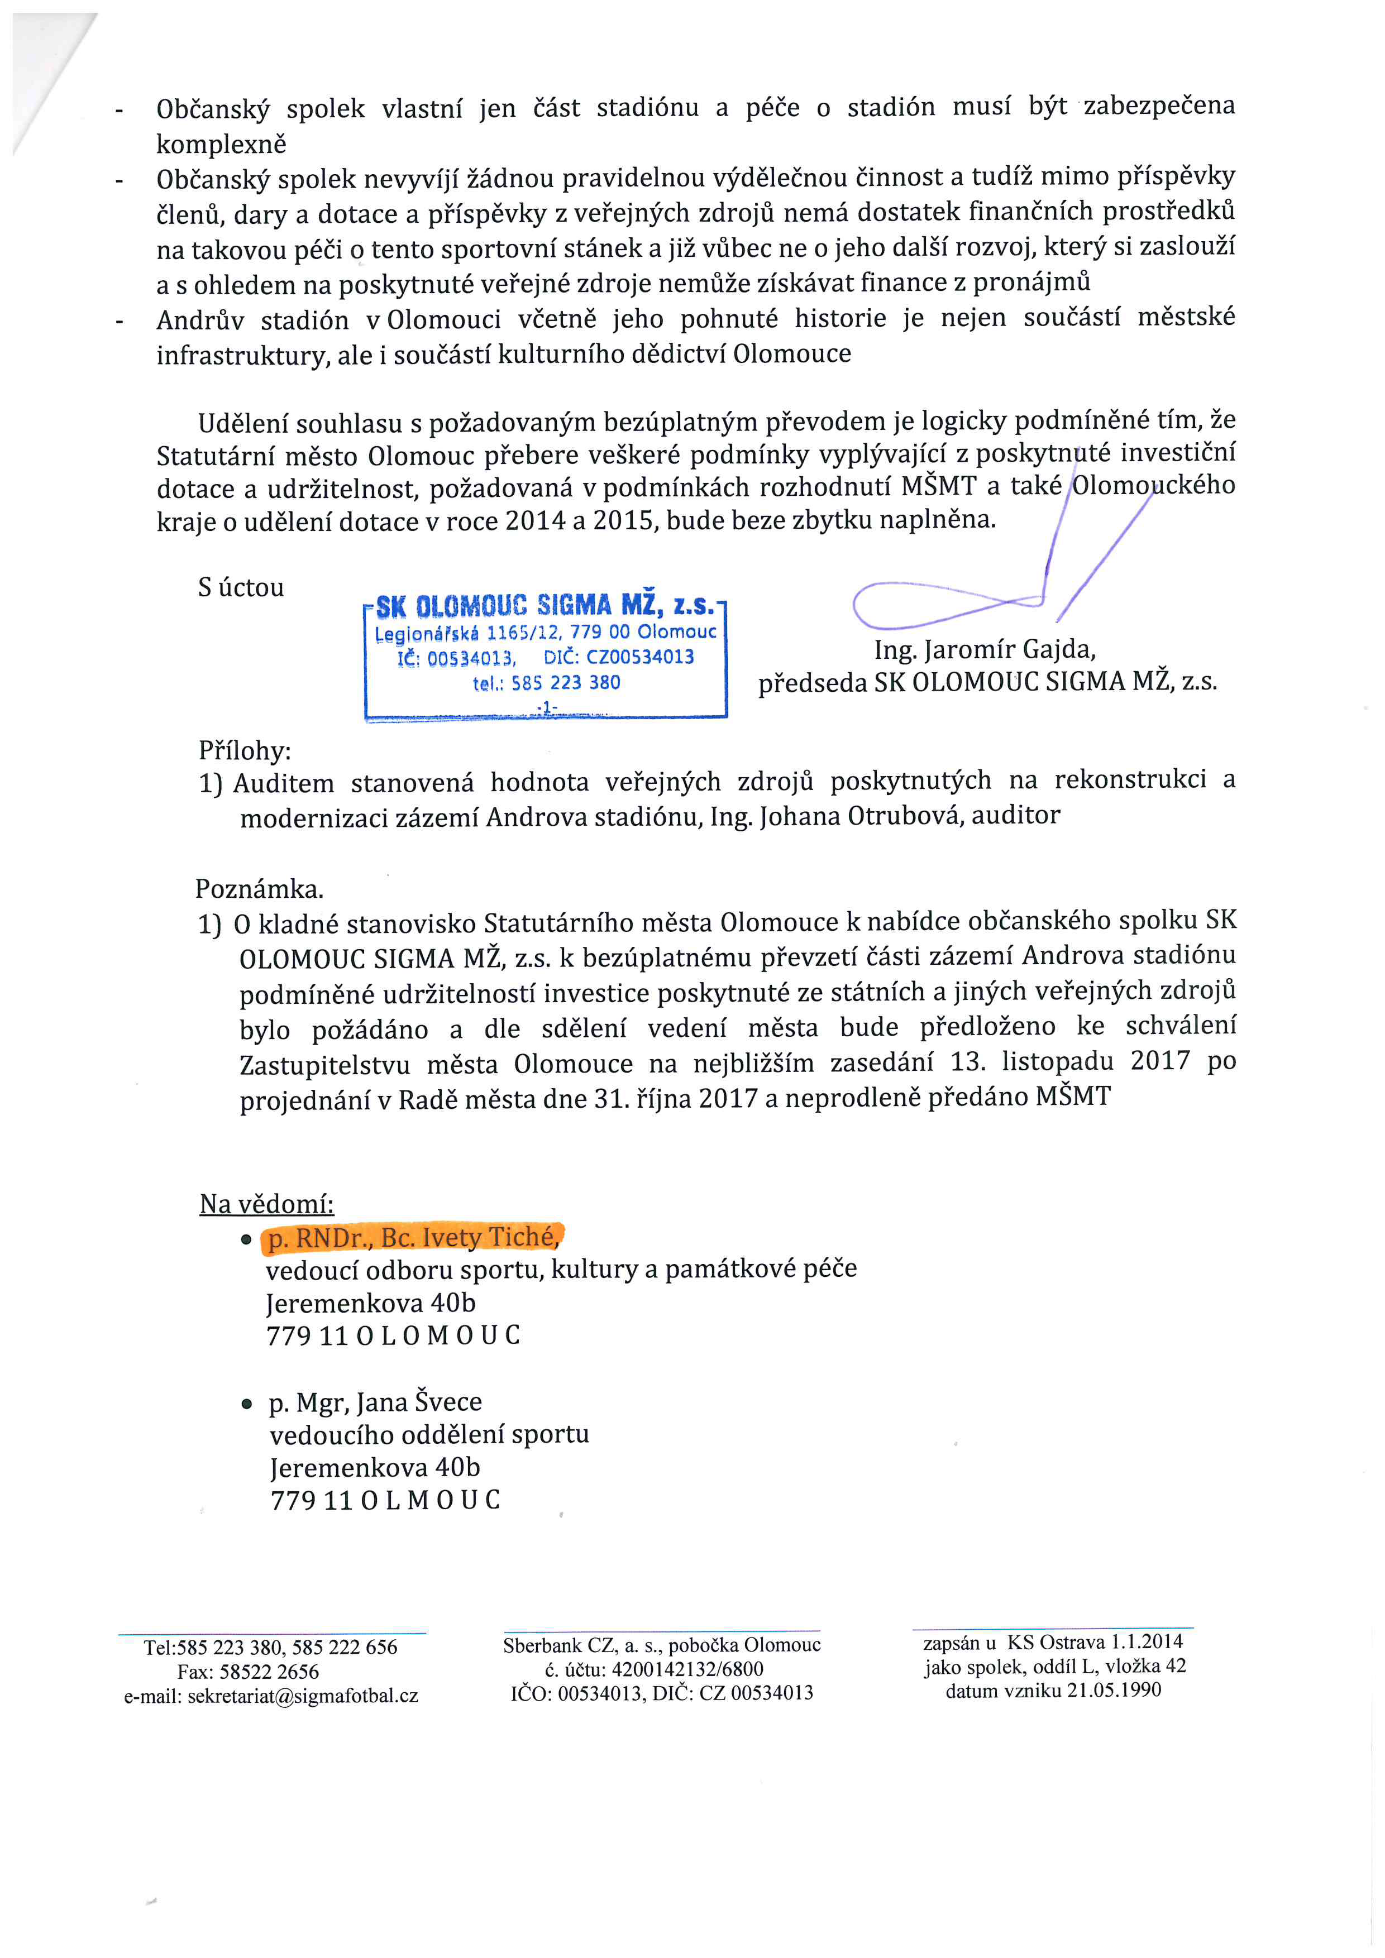 - Občanský spolek vlastní jen část stadiónu a péče o stadión musí být zabezpečena
komplexně
- Občanský spolek nevyvíjí žádnou pravidelnou výdělečnou činnost a tudíž mimo příspěvky
členů, dary a dotace a příspěvky z veřejných zdrojů nemá dostatek finančních prostředků
na takovou péči o tento sportovní stánek a již vůbec ne o jeho další rozvoj, který si zaslouží
a s ohledem na poskytnuté veřejné zdroje nemůže získávat finance z pronájmů
- Andrův stadión v Olomouci včetně jeho pohnuté historie je nejen součástí městské
infrastruktury, ale i součástí kulturního dědictví Olomouce
Udělení souhlasu s požadovaným bezúplatným převodem je logicky podmíněné tím, že
Statutární město Olomouc přebere veškeré podmínky vyplývající z poskytnuté investiční
dotace a udržitelnost, požadovaná v podmínkách rozhodnutí MŠMT a také Olomouckého
kraje o udělení dotace v roce 2014 a 2015, bude beze zbytku naplněna.
S úctou
SK OLOMOUC SIGMA MŽ, z.s.
Legionářská 1165/12, 779 00 Olomouc
IČ: 00534013, DIČ: CZ00534013
tel.: 585 223 380
-1-
Ing. Jaromír Gajda,
předseda SK OLOMOUC SIGMA MŽ, z.s.
Přílohy:
1) Auditem stanovená hodnota veřejných zdrojů poskytnutých na rekonstrukci a
modernizaci zázemí Androva stadiónu, Ing. Johana Otrubová, auditor
Poznámka.
1) O kladné stanovisko Statutárního města Olomouce k nabídce občanského spolku SK
OLOMOUC SIGMA MŽ, z.s. k bezúplatnému převzetí části zázemí Androva stadiónu
podmíněné udržitelností investice poskytnuté ze státních a jiných veřejných zdrojů
bylo požádáno a dle sdělení vedení města bude předloženo ke schválení
Zastupitelstvu města Olomouce na nejbližším zasedání 13. listopadu 2017 po
projednání v Radě města dne 31. října 2017 a neprodleně předáno MŠMT
Na vědomí:
• p. RNDr., Bc. Ivety Tiché,
vedoucí odboru sportu, kultury a památkové péče
Jeremenkova 40b
779 11 O L O M O U C
• p. Mgr, Jana Švece
vedoucího oddělení sportu
Jeremenkova 40b
779 11 O L M O U C
Tel:585 223 380, 585 222 656
Fax: 58522 2656
e-mail: sekretariat@sigmafotbal.cz
Sberbank CZ, a. s., pobočka Olomouc
ć. účtu: 4200142132/6800
IČO: 00534013, DIČ: CZ 00534013
zapsán u KS Ostrava 1.1.2014
jako spolek, oddíl L, vložka 42
datum vzniku 21.05.1990